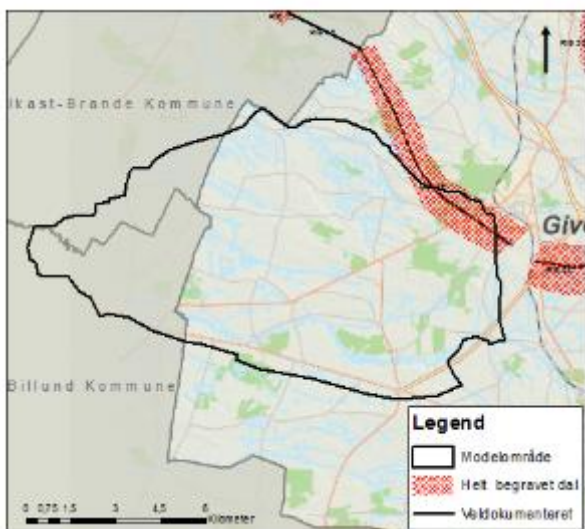 Ikast-Brande Kommune
Give
Billund Kommune
Legend
Modelområde
Helt begravet dal
Veldokumenteret
0 0,75 1,5 3 4,5 6
Kilometer